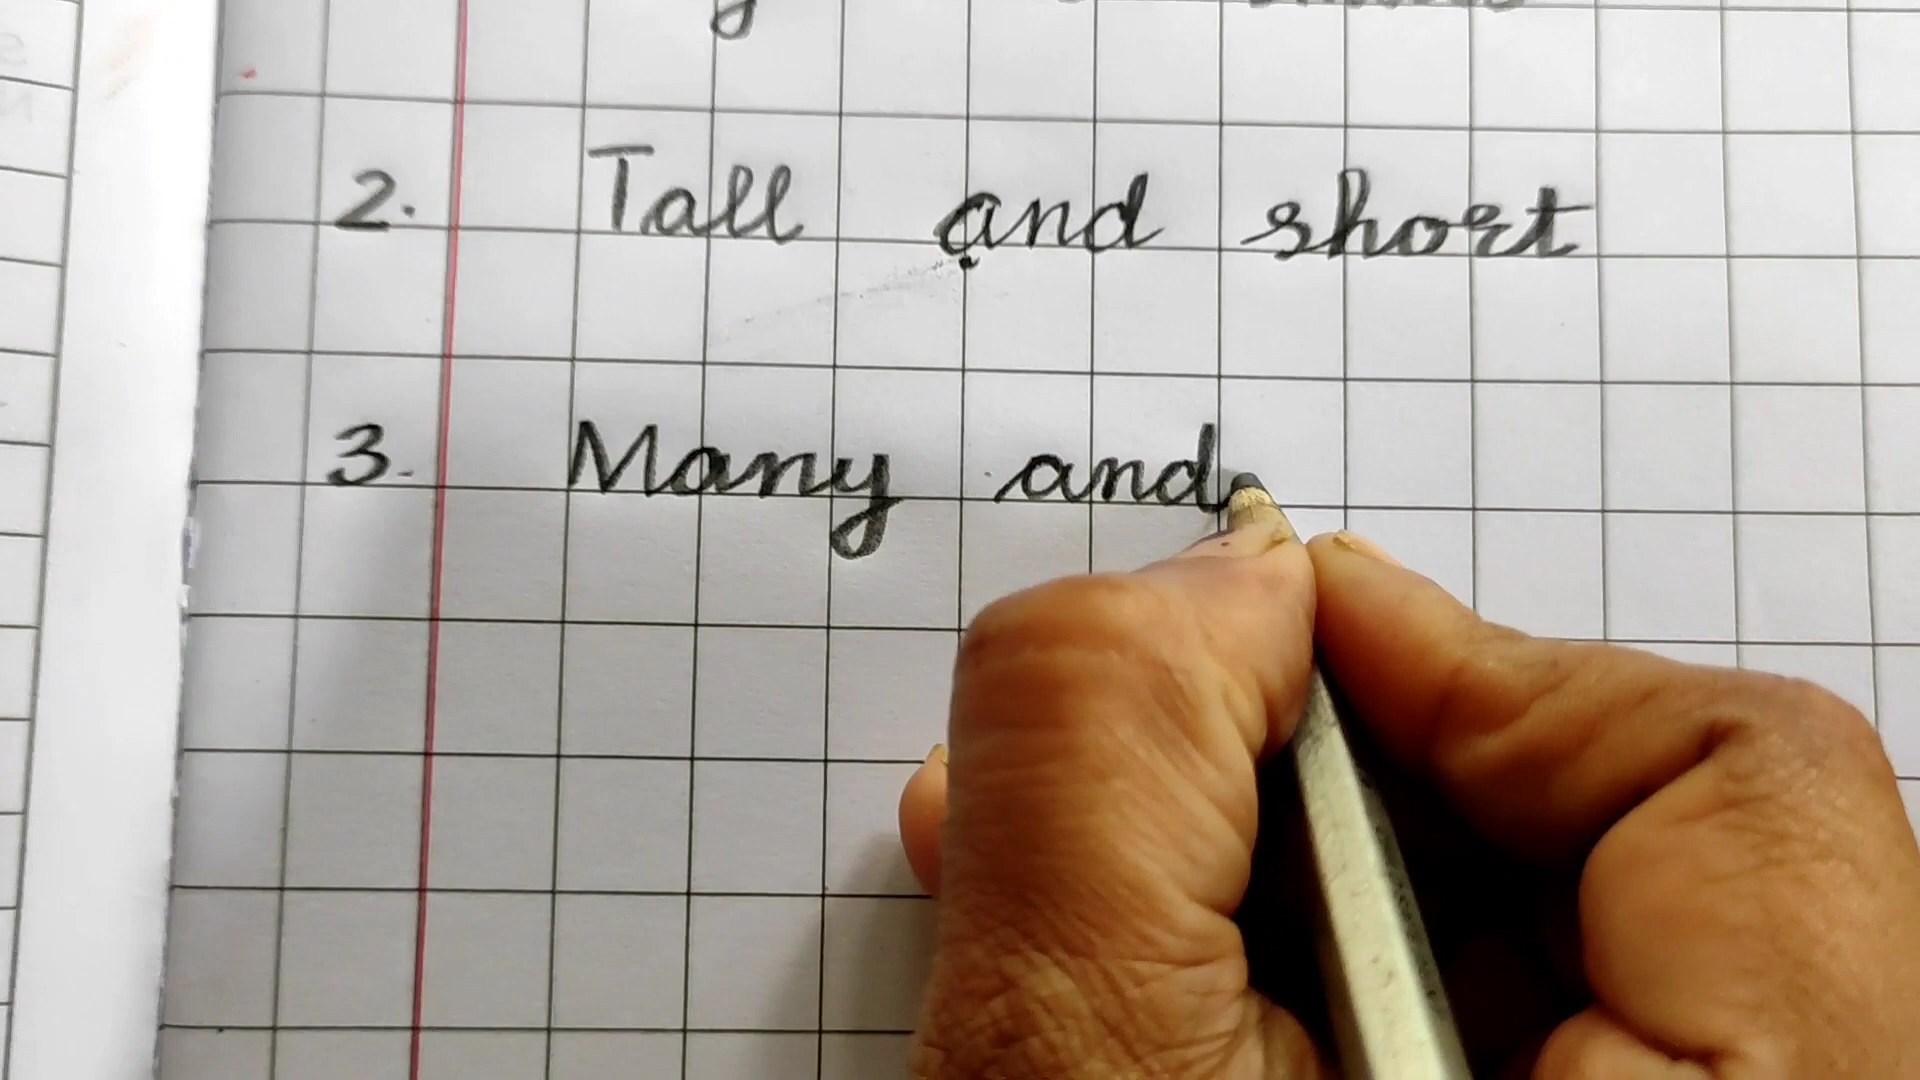 2. Tall and short
3. Many and